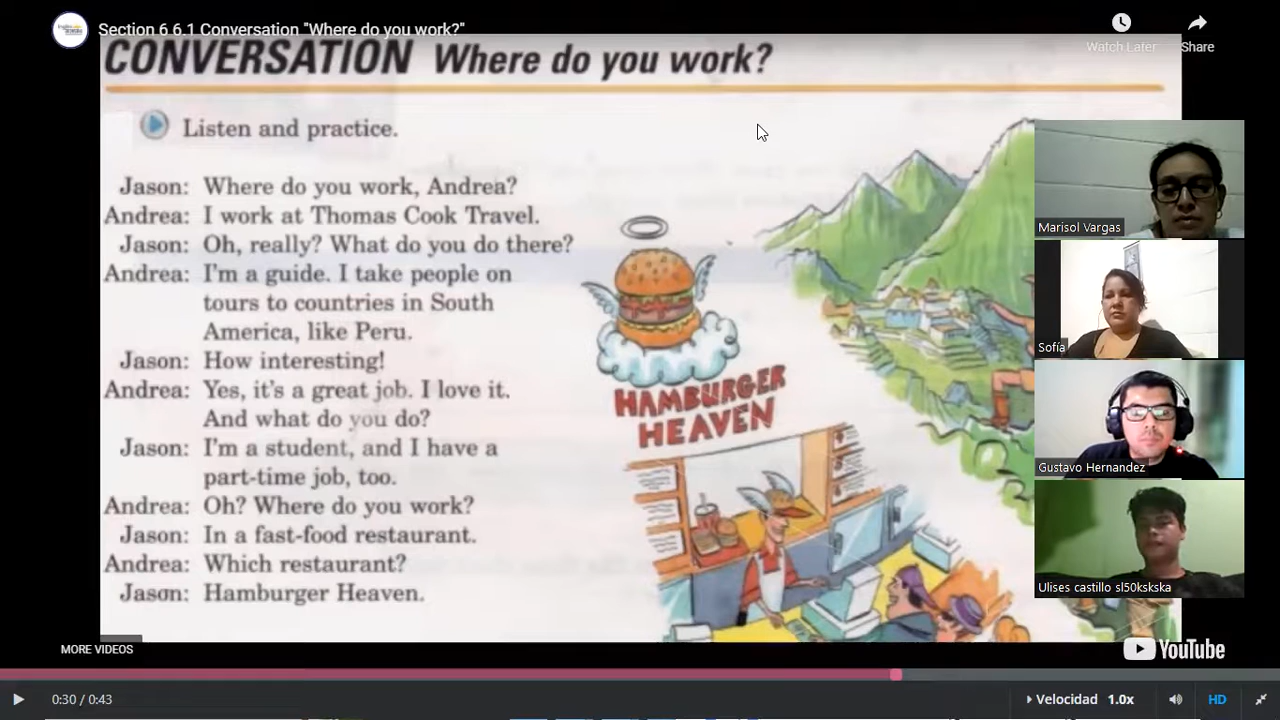 Section 6 6.1 Conversation "Where do you work?"
Watch Later
Share
CONVERSATION Where do you work?
Listen and practice.
Jason: Where do you work, Andrea?
Andrea: I work at Thomas Cook Travel.
Jason: Oh, really? What do you do there?
Andrea: I'm a guide. I take people on
tours to countries in South
America, like Peru.
Jason: How interesting!
Andrea: Yes, it's a great job. I love it.
And what do you do?
Jason: I'm a student, and I have a
part-time job, too.
Andrea: Oh? Where do you work?
Jason: In a fast-food restaurant.
Andrea: Which restaurant?
Jason: Hamburger Heaven.
HAMBURGER
HEAVEN
Marisol Vargas
Sofía
Gustavo Hernandez
Ulises castillo sl50kskska
MORE VIDEOS
YouTube
0:30 / 0:43
Velocidad 1.0x
HD